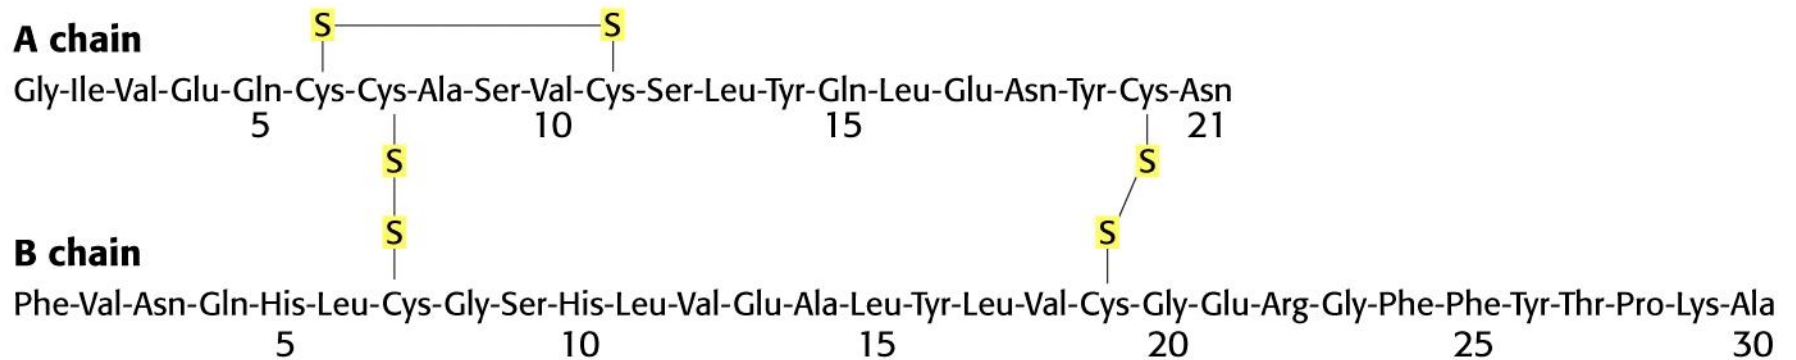 S S
A chain
Gly-Ile-Val-Glu-Gln-Cys-Cys-Ala-Ser-Val-Cys-Ser-Leu-Tyr-Gln-Leu-Glu-Asn-Tyr-Cys-Asn
5 10 15 21
S S
S S
B chain
Phe-Val-Asn-Gln-His-Leu-Cys-Gly-Ser-His-Leu-Val-Glu-Ala-Leu-Tyr-Leu-Val-Cys-Gly-Glu-Arg-Gly-Phe-Phe-Tyr-Thr-Pro-Lys-Ala
5 10 15 20 25 30